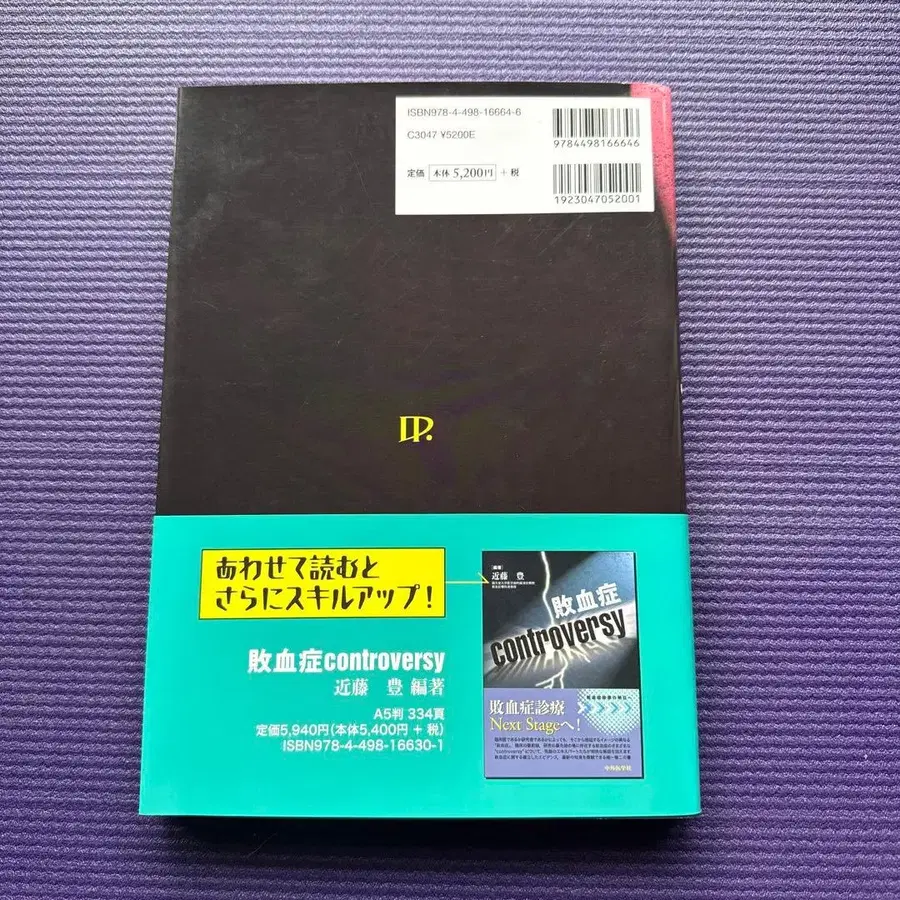 ISBN978-4-498-16664-6
C3047 ¥5200E
定価 本体 5,200円 + 税
9784498166646
1923047052001
あわせて読むと
さらにスキルアップ!
敗血症controversy
近藤 豊 編著
A5判 334頁
定価5,940円(本体5,400円 + 税)
ISBN978-4-498-16630-1
近藤 豊
敗血症
controversy
敗血症診療
Next Stageへ!
中外医学社